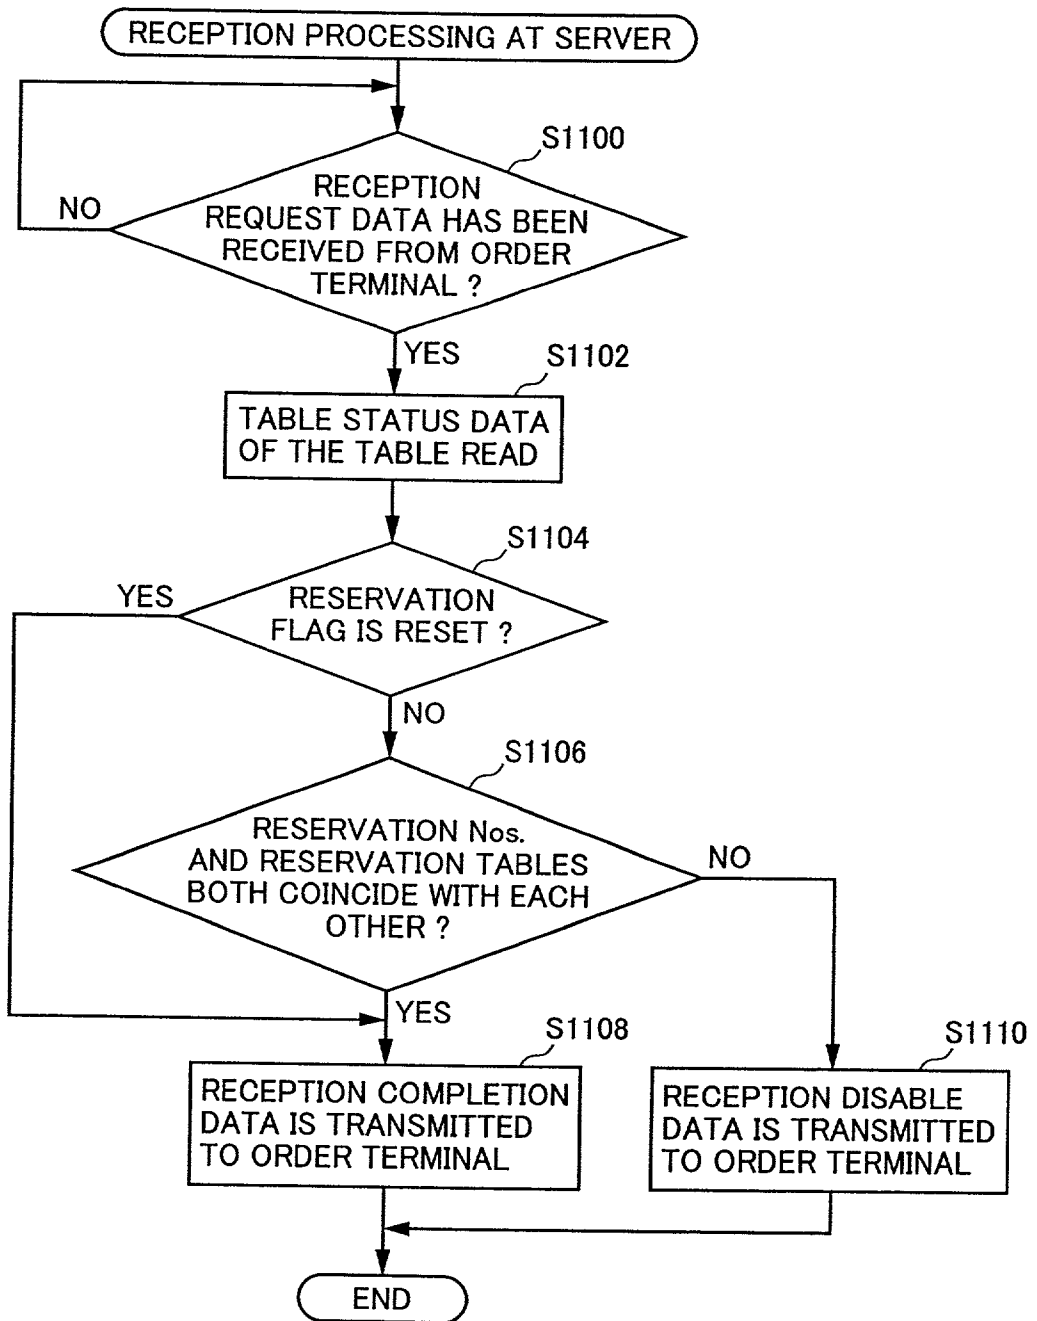 RECEPTION PROCESSING AT SERVER
S1100
RECEPTION
REQUEST DATA HAS BEEN
RECEIVED FROM ORDER
TERMINAL ?
NO
YES
S1102
TABLE STATUS DATA
OF THE TABLE READ
S1104
YES
RESERVATION
FLAG IS RESET ?
NO
S1106
RESERVATION Nos.
AND RESERVATION TABLES
BOTH COINCIDE WITH EACH
OTHER ?
NO
YES
S1108
RECEPTION COMPLETION
DATA IS TRANSMITTED
TO ORDER TERMINAL
S1110
RECEPTION DISABLE
DATA IS TRANSMITTED
TO ORDER TERMINAL
END